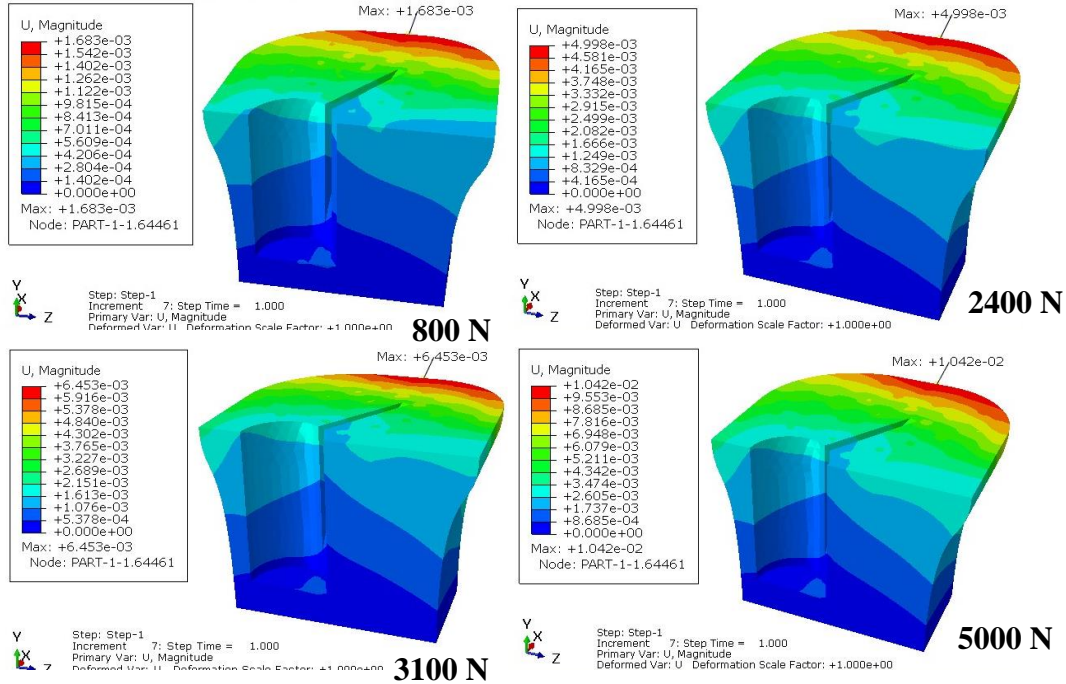 Max: +1.683e-03
U, Magnitude
+1.683e-03
+1.542e-03
+1.402e-03
+1.262e-03
+1.122e-03
+9.815e-04
+8.413e-04
+7.011e-04
+5.609e-04
+4.206e-04
+2.804e-04
+1.402e-04
+0.000e+00
Max: +1.683e-03
Node: PART-1-1.64461
Y
X
Z
Step: Step-1
Increment 7: Step Time = 1.000
Primary Var: U, Magnitude
Deformed Var: U Deformation Scale Factor: +1.000e+00
800 N
Max: +4.998e-03
U, Magnitude
+4.998e-03
+4.581e-03
+4.165e-03
+3.748e-03
+3.332e-03
+2.915e-03
+2.499e-03
+2.082e-03
+1.666e-03
+1.249e-03
+8.329e-04
+4.165e-04
+0.000e+00
Max: +4.998e-03
Node: PART-1-1.64461
Y
X
Z
Step: Step-1
Increment 7: Step Time = 1.000
Primary Var: U, Magnitude
Deformed Var: U Deformation Scale Factor: +1.000e+00
2400 N
Max: +6.453e-03
U, Magnitude
+6.453e-03
+5.916e-03
+5.378e-03
+4.840e-03
+4.302e-03
+3.765e-03
+3.227e-03
+2.689e-03
+2.151e-03
+1.613e-03
+1.076e-03
+5.378e-04
+0.000e+00
Max: +6.453e-03
Node: PART-1-1.64461
Y
X
Z
Step: Step-1
Increment 7: Step Time = 1.000
Primary Var: U, Magnitude
Deformed Var: U Deformation Scale Factor: +1.000e+00
3100 N
Max: +1.042e-02
U, Magnitude
+1.042e-02
+9.553e-03
+8.685e-03
+7.816e-03
+6.948e-03
+6.079e-03
+5.211e-03
+4.342e-03
+3.474e-03
+2.605e-03
+1.737e-03
+8.685e-04
+0.000e+00
Max: +1.042e-02
Node: PART-1-1.64461
Y
X
Z
Step: Step-1
Increment 7: Step Time = 1.000
Primary Var: U, Magnitude
Deformed Var: U Deformation Scale Factor: +1.000e+00
5000 N